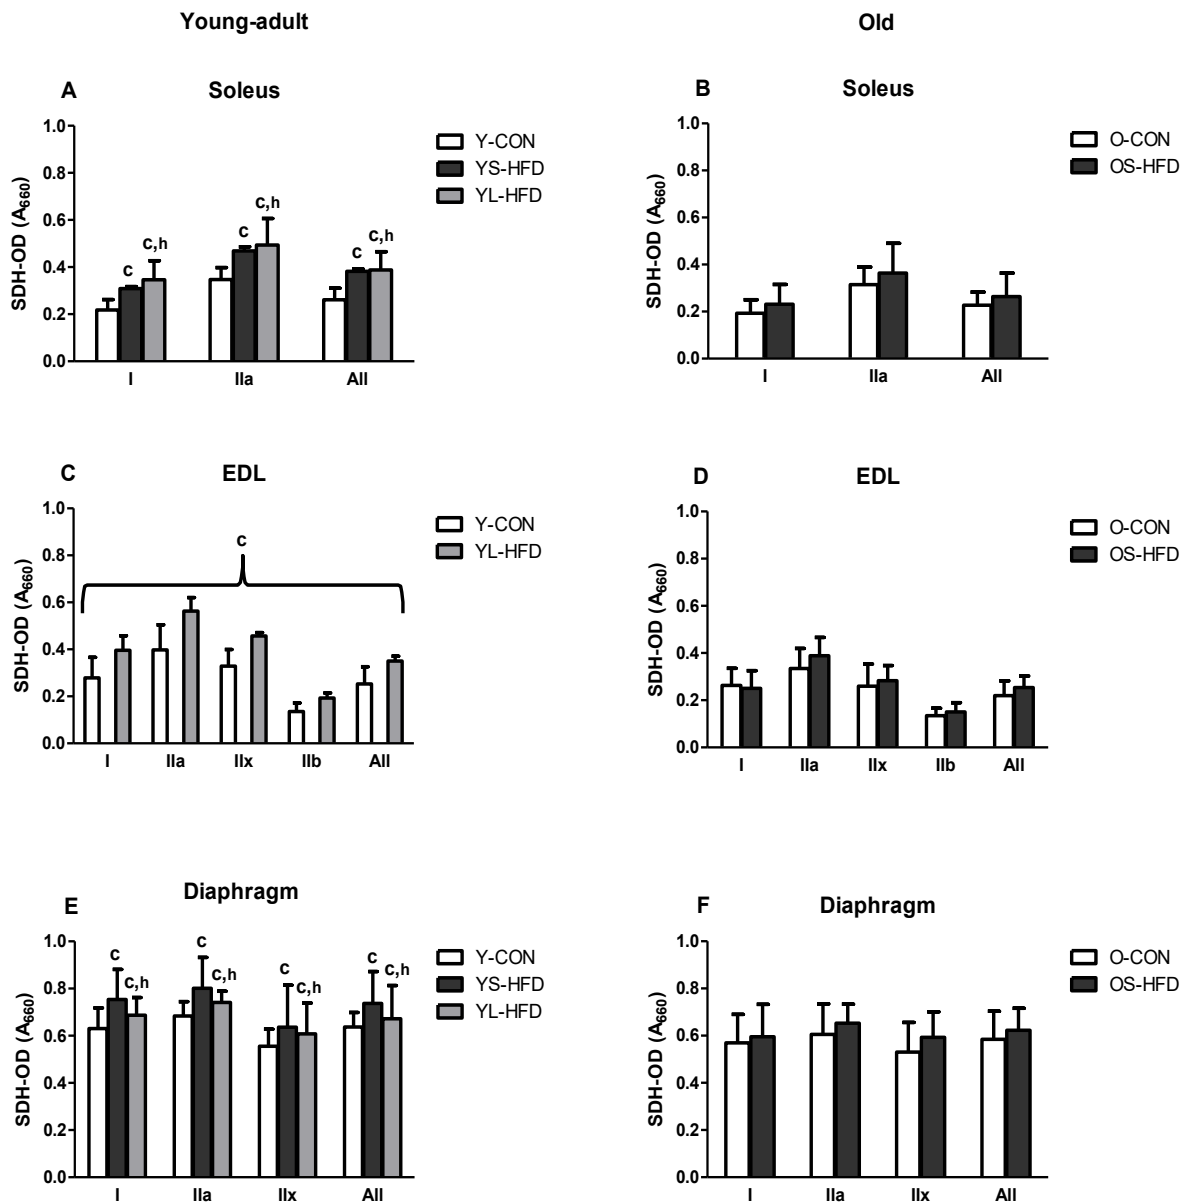 Young-adult
Old
A
Soleus
SDH-OD (A660)
1.0
0.8
0.6
0.4
0.2
0.0
c
c,h
c
c,h
c
c,h
I
IIa
All
Y-CON
YS-HFD
YL-HFD
B
Soleus
SDH-OD (A660)
1.0
0.8
0.6
0.4
0.2
0.0
I
IIa
All
O-CON
OS-HFD
C
EDL
SDH-OD (A660)
1.0
0.8
0.6
0.4
0.2
0.0
c
I
IIa
IIx
IIb
All
Y-CON
YL-HFD
D
EDL
SDH-OD (A660)
1.0
0.8
0.6
0.4
0.2
0.0
I
IIa
IIx
IIb
All
O-CON
OS-HFD
E
Diaphragm
SDH-OD (A660)
1.0
0.8
0.6
0.4
0.2
0.0
c
c,h
c
c,h
c
c,h
c
c,h
I
IIa
IIx
All
Y-CON
YS-HFD
YL-HFD
F
Diaphragm
SDH-OD (A660)
1.0
0.8
0.6
0.4
0.2
0.0
I
IIa
IIx
All
O-CON
OS-HFD